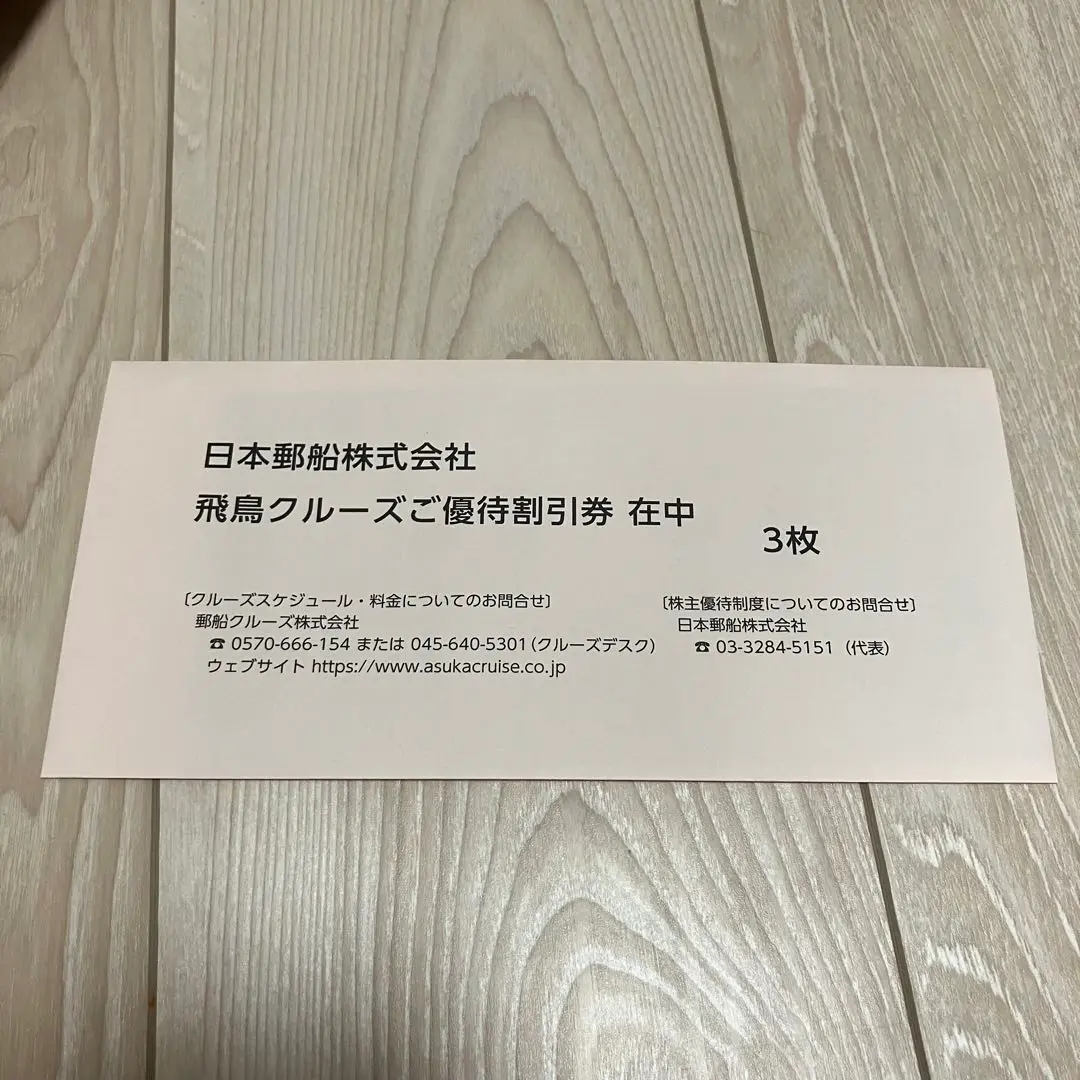 日本郵船株式会社
飛鳥クルーズご優待割引券 在中
3枚
〔クルーズスケジュール・料金についてのお問合せ〕
郵船クルーズ株式会社
☎ 0570-666-154 または 045-640-5301(クルーズデスク)
ウェブサイト https://www.asukacruise.co.jp
〔株主優待制度についてのお問合せ〕
日本郵船株式会社
☎ 03-3284-5151 (代表)